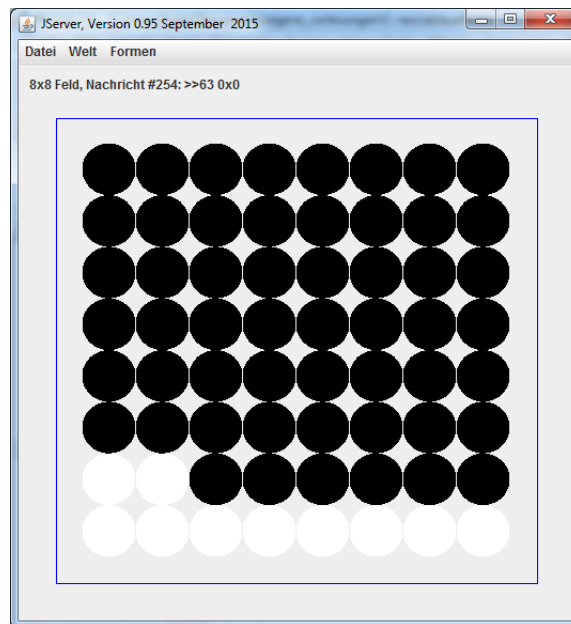 JServer, Version 0.95 September 2015
Datei Welt Formen
8x8 Feld, Nachricht #254: >>63 0x0